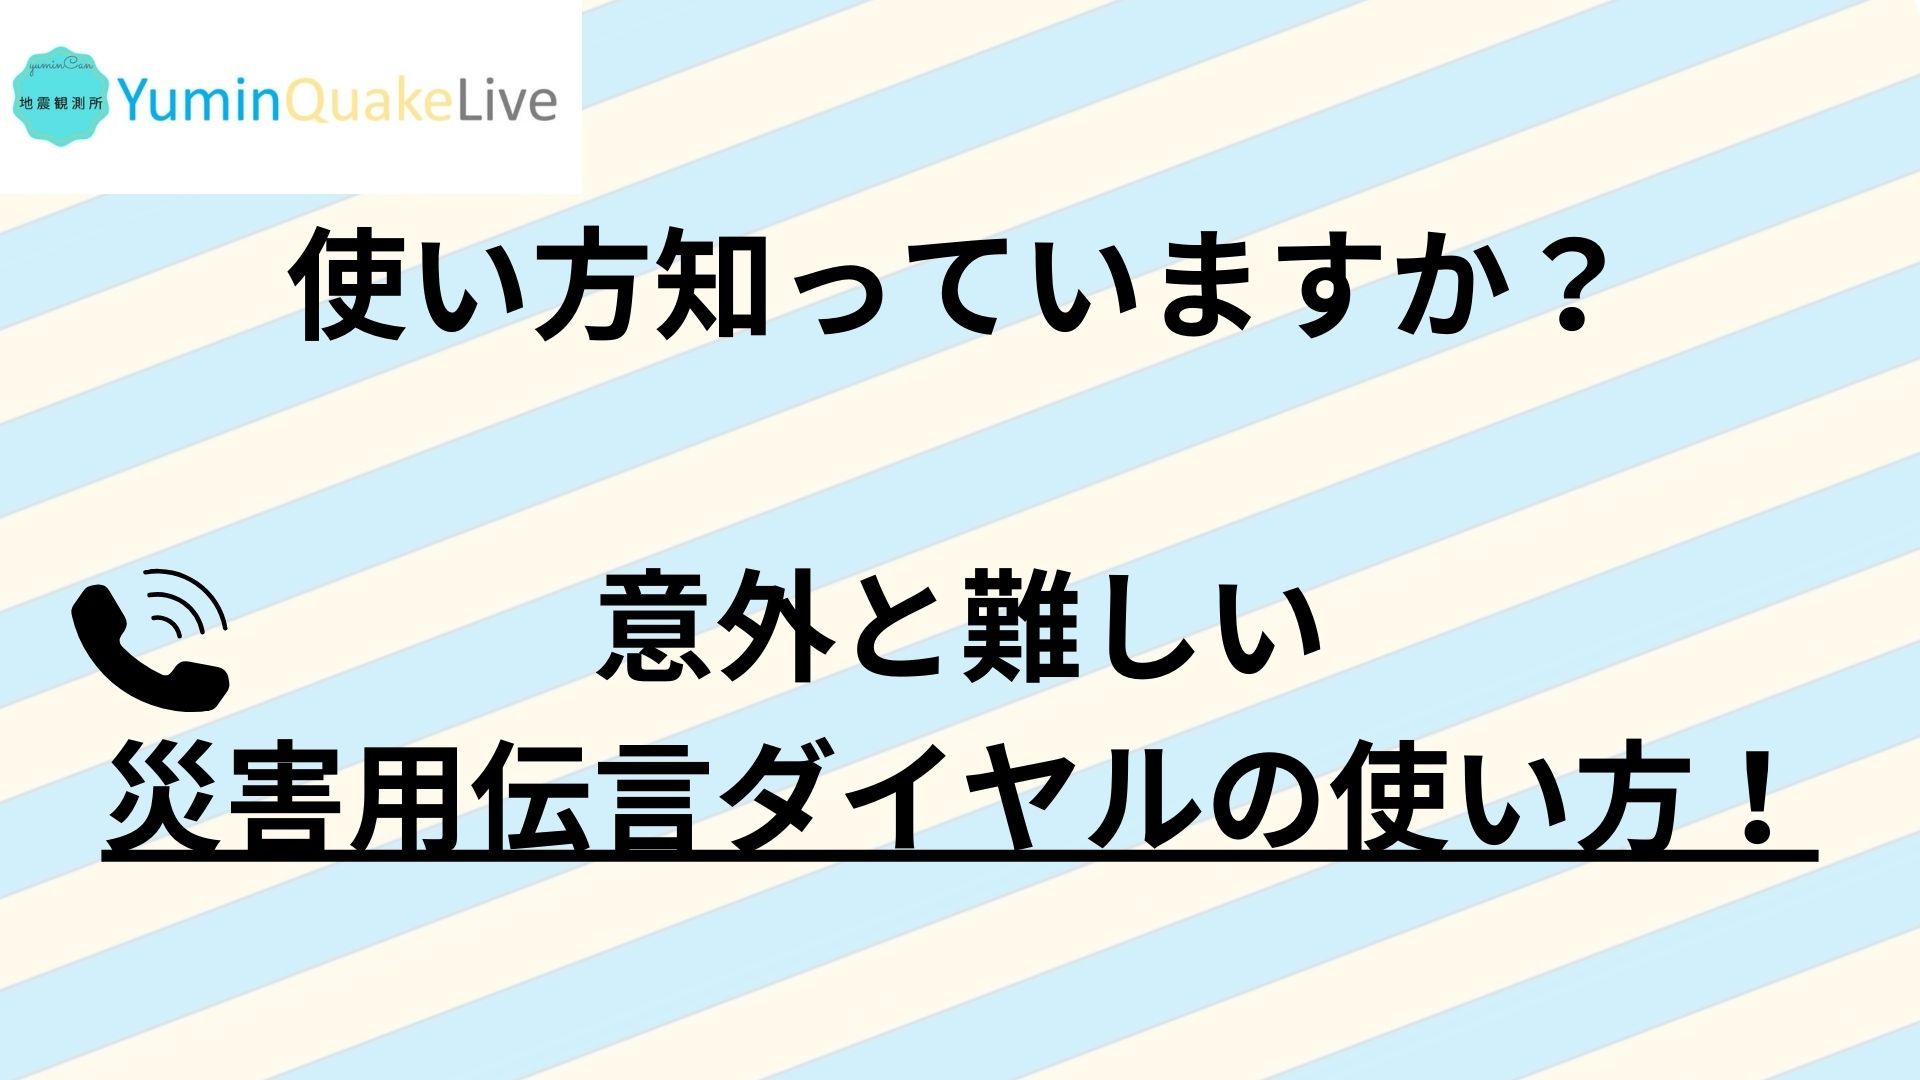 yuminCan
地震観測所
YuminQuakeLive
使い方知っていますか？
意外と難しい
災害用伝言ダイヤルの使い方！